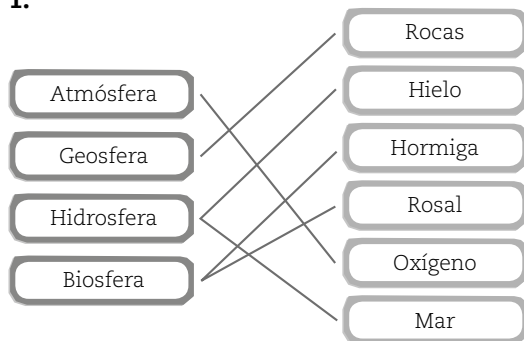 1.
Atmósfera
Geosfera
Hidrosfera
Biosfera
Rocas
Hielo
Hormiga
Rosal
Oxígeno
Mar